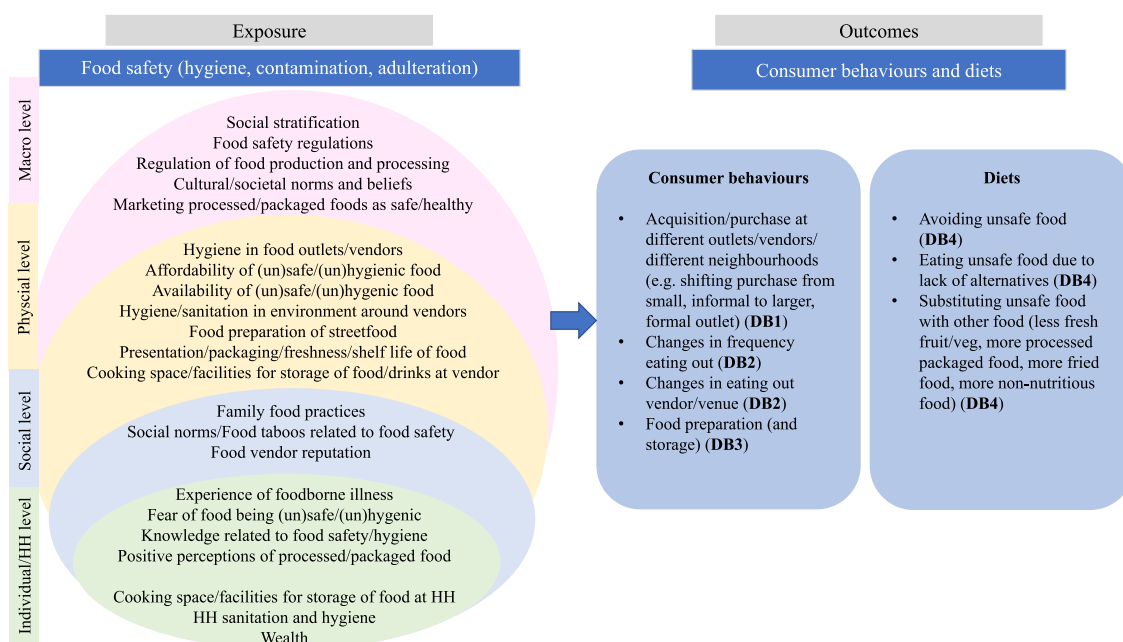 Exposure
Food safety (hygiene, contamination, adulteration)
Macro level
Social stratification
Food safety regulations
Regulation of food production and processing
Cultural/societal norms and beliefs
Marketing processed/packaged foods as safe/healthy
Physcial level
Hygiene in food outlets/vendors
Affordability of (un)safe/(un)hygienic food
Availability of (un)safe/(un)hygenic food
Hygiene/sanitation in environment around vendors
Food preparation of streetfood
Presentation/packaging/freshness/shelf life of food
Cooking space/facilities for storage of food/drinks at vendor
Social level
Family food practices
Social norms/Food taboos related to food safety
Food vendor reputation
Individual/HH level
Experience of foodborne illness
Fear of food being (un)safe/(un)hygenic
Knowledge related to food safety/hygiene
Positive perceptions of processed/packaged food
Cooking space/facilities for storage of food at HH
HH sanitation and hygiene
Wealth
Outcomes
Consumer behaviours and diets
Consumer behaviours
• Acquisition/purchase at
different outlets/vendors/
different neighbourhoods
(e.g. shifting purchase from
small, informal to larger,
formal outlet) (DB1)
• Changes in frequency
eating out (DB2)
• Changes in eating out
vendor/venue (DB2)
• Food preparation (and
storage) (DB3)
Diets
• Avoiding unsafe food
(DB4)
• Eating unsafe food due to
lack of alternatives (DB4)
• Substituting unsafe food
with other food (less fresh
fruit/veg, more processed
packaged food, more fried
food, more non-nutritious
food) (DB4)